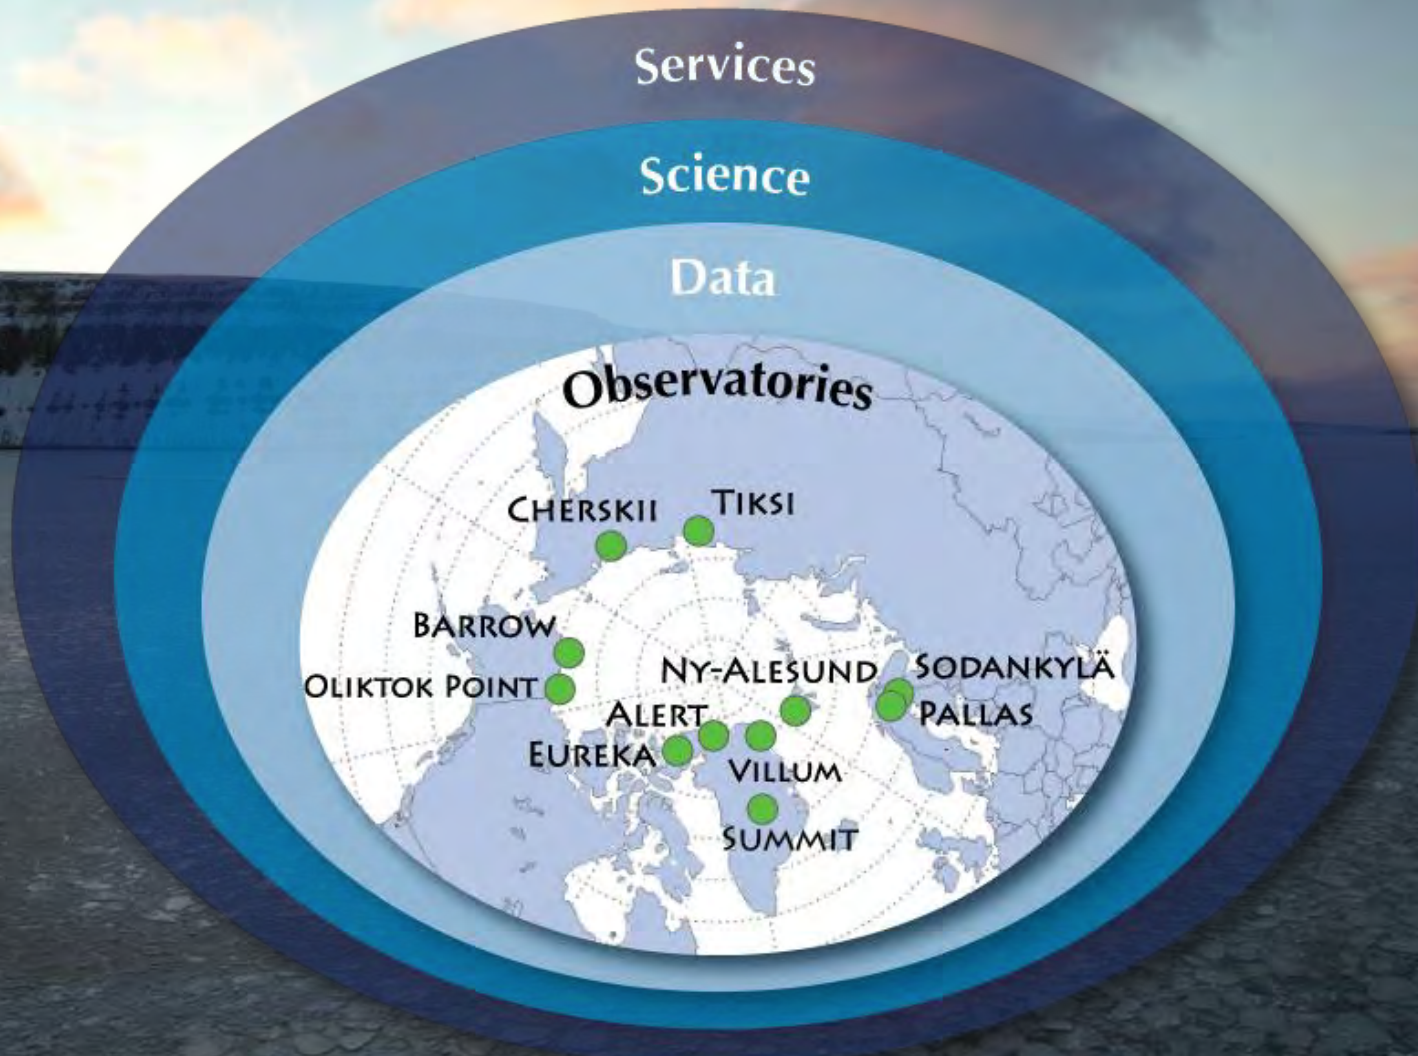 Services
Science
Data
Observatories
CHERSKII
TIKSI
BARROW
OLIKTOK POINT
NY-ALESUND
SODANKYLÄ
ALERT
PALLAS
EUREKA
VILLUM
SUMMIT